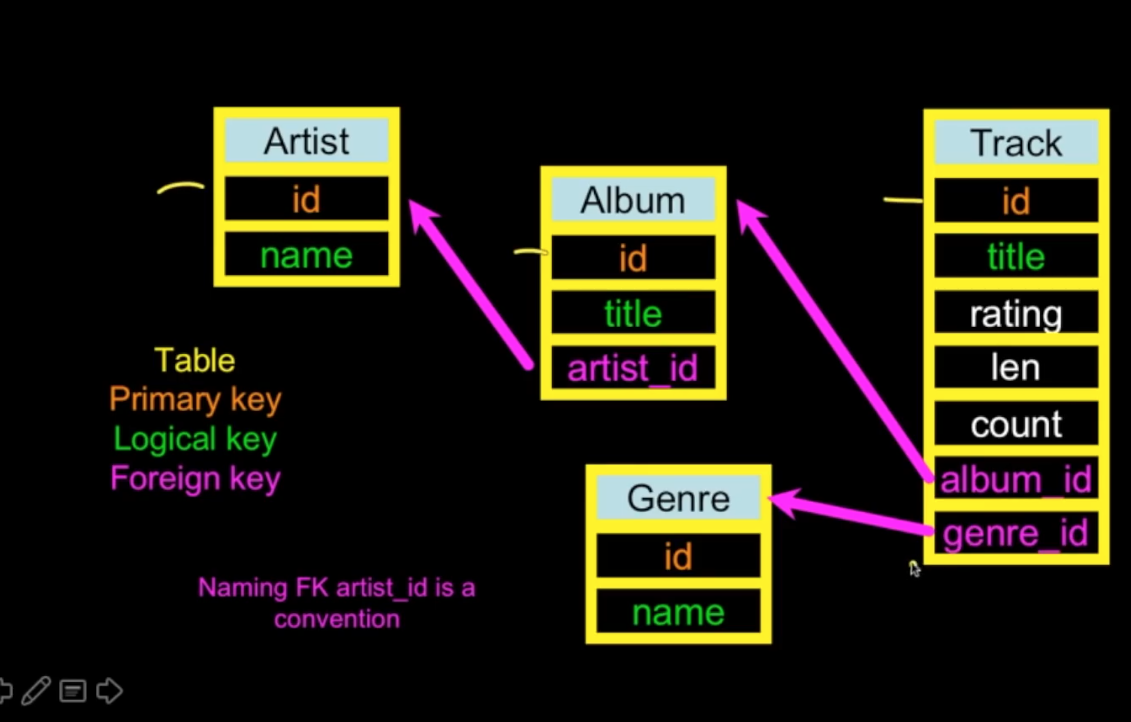 Artist
id
name
Album
id
title
artist_id
Track
id
title
rating
len
count
album_id
genre_id
Genre
id
name
Table
Primary key
Logical key
Foreign key
Naming FK artist_id is a
convention